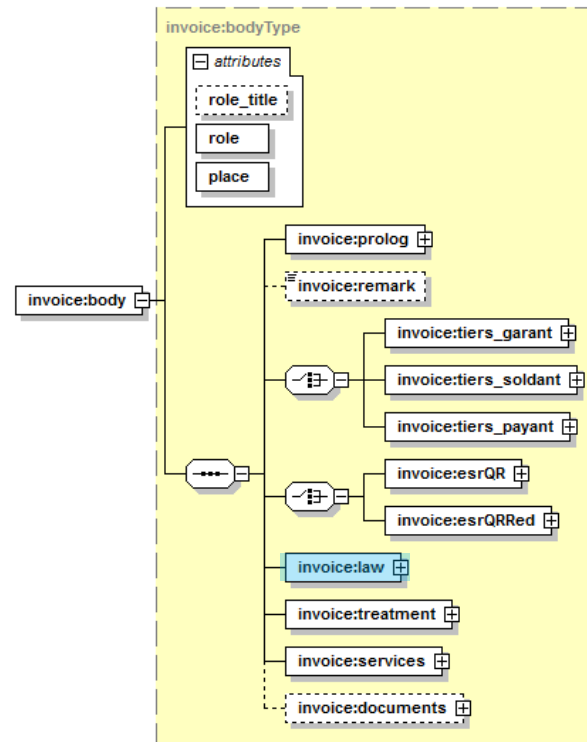 invoice:bodyType
attributes
role_title
role
place
invoice:body
invoice:prolog
invoice:remark
invoice:tiers_garant
invoice:tiers_soldant
invoice:tiers_payant
invoice:esrQR
invoice:esrQRRed
invoice:law
invoice:treatment
invoice:services
invoice:documents